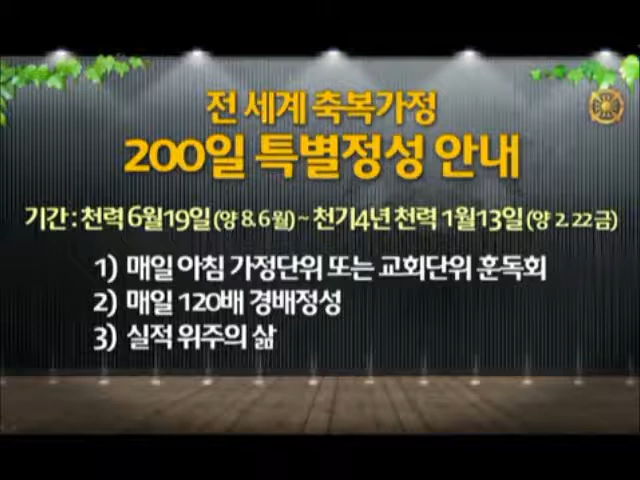 전 세계 축복가정
200일 특별정성 안내
기간 : 천력 6월19일 (양 8. 6 월) ~ 천기4년 천력 1월13일 (양 2. 22 금)
1) 매일 아침 가정단위 또는 교회단위 훈독회
2) 매일 120배 경배정성
3) 실적 위주의 삶